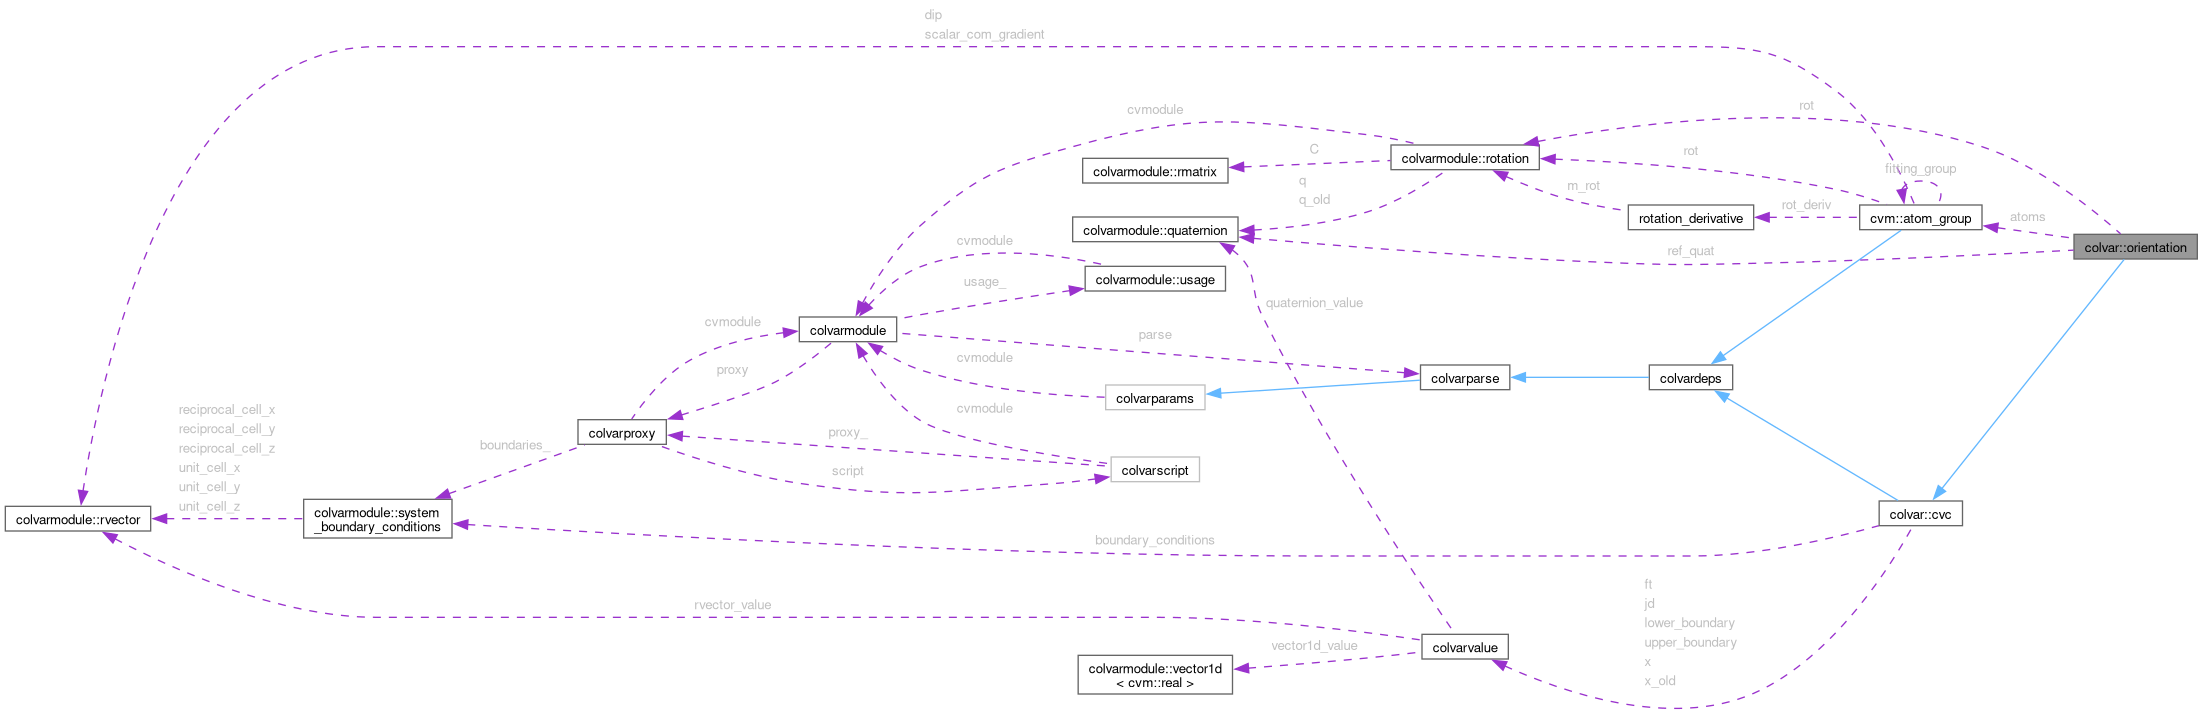 dip
scalar_com_gradient
cvmodule
rot
colvarmodule::rotation
C
rot
colvarmodule::rmatrix
fitting_group
q
q_old
m_rot
rot_deriv
rotation_derivative
cvm::atom_group
atoms
colvarmodule::quaternion
cvmodule
ref_quat
colvar::orientation
colvarmodule::usage
usage_
quaternion_value
cvmodule
colvarmodule
parse
cvmodule
proxy
colvarparse
colvardeps
colvarparams
reciprocal_cell_x
reciprocal_cell_y
reciprocal_cell_z
unit_cell_x
unit_cell_y
unit_cell_z
cvmodule
colvarproxy
proxy_
boundaries_
script
colvarscript
colvarmodule::rvector
colvarmodule::system
_boundary_conditions
colvar::cvc
boundary_conditions
ft
jd
lower_boundary
upper_boundary
x
x_old
rvector_value
vector1d_value
colvarvalue
colvarmodule::vector1d
< cvm::real >